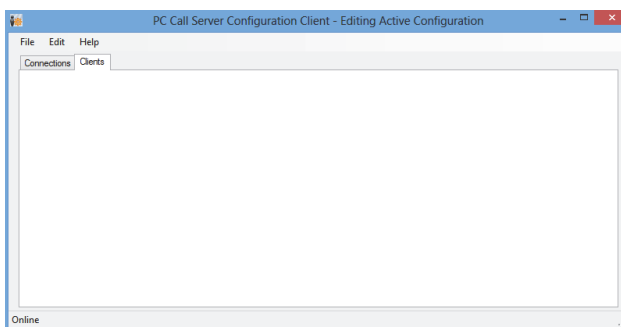 PC Call Server Configuration Client - Editing Active Configuration
File Edit Help
Connections Clients
Online